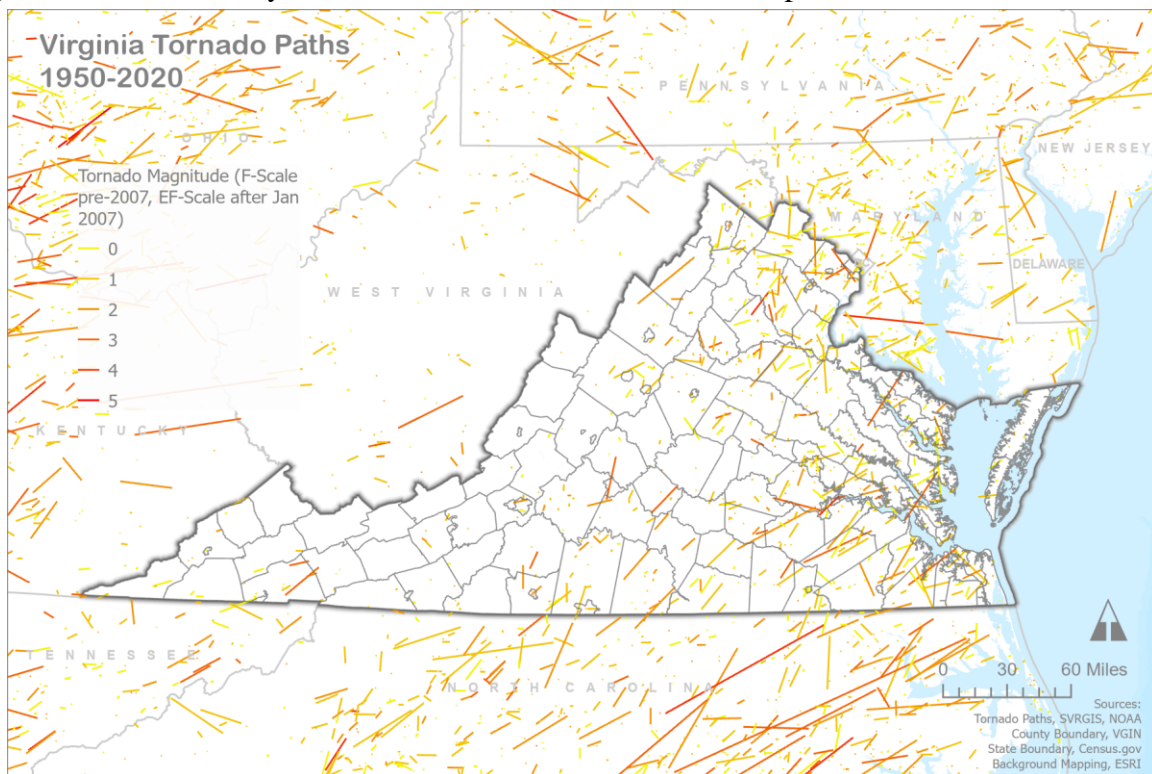 Virginia Tornado Paths
1950-2020
PENNSYLVANIA
OHIO
NEW JERSEY
Tornado Magnitude (F-Scale
pre-2007, EF-Scale after Jan
2007)
0
1
2
3
4
5
MARYLAND
DELAWARE
WEST VIRGINIA
KENTUCKY
TENNESSEE
NORTH CAROLINA
0 30 60 Miles
Sources:
Tornado Paths, SVRGIS, NOAA
County Boundary, VGIN
State Boundary, Census.gov
Background Mapping, ESRI